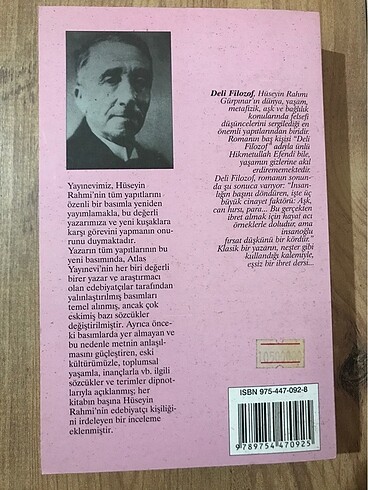 Deli Filozof, Hüseyin Rahmi
Gürpınar'ın dünya, yaşam,
metafizik, aşk ve bağlılık
konularında felsefi
düşüncelerini sergilediği en
önemli yapıtlarından biridir.
Romanın baş kişisi "Deli
Filozof" adıyla ünlü
Hikmetullah Efendi bile,
yaşamın gizlerine akıl
erdirememektedir.
Deli Filozof, romanın sonun-
da şu sonuca varıyor: "İnsan-
lığın başını döndüren, işte üç
büyük cinayet faktörü: Aşk,
can hırsı, para... Bu gerçekten
ibret almak için hayat acı
örneklerle doludur, ama
insanoğlu
fırsat düşkünü bir kördür."
Klasik bir yazarın, neşter gibi
kullandığı kalemiyle,
eşsiz bir ibret dersi...
Yayınevimiz, Hüseyin
Rahmi'nin tüm yapıtlarını
özenli bir basımla yeniden
yayımlamakla, bu değerli
yazarımıza ve yeni kuşaklara
karşı görevini yapmanın onu-
runu duymaktadır.
Yazarın tüm yapıtlarının bu
yeni basımında, Atlas
Yayınevi'nin her biri değerli
birer yazar ve araştırmacı
olan edebiyatçılar tarafından
yalınlaştırılmış basımları
temel alınmış, ancak çok
eskimiş bazı sözcükler
değiştirilmiştir. Ayrıca önce-
ki basımlarda yer almayan ve
bu nedenle metnin anlaşıl-
masını güçleştiren, eski
kültürümüzle, toplumsal
yaşamla, inançlarla vb. ilgili
sözcükler ve terimler dipnot-
larıyla açıklanmış; her
kitabın başına Hüseyin
Rahmi'nin edebiyatçı kişiliği-
ni irdeleyen bir inceleme
eklenmiştir.
ISBN 975-447-092-8
9 789754 470925